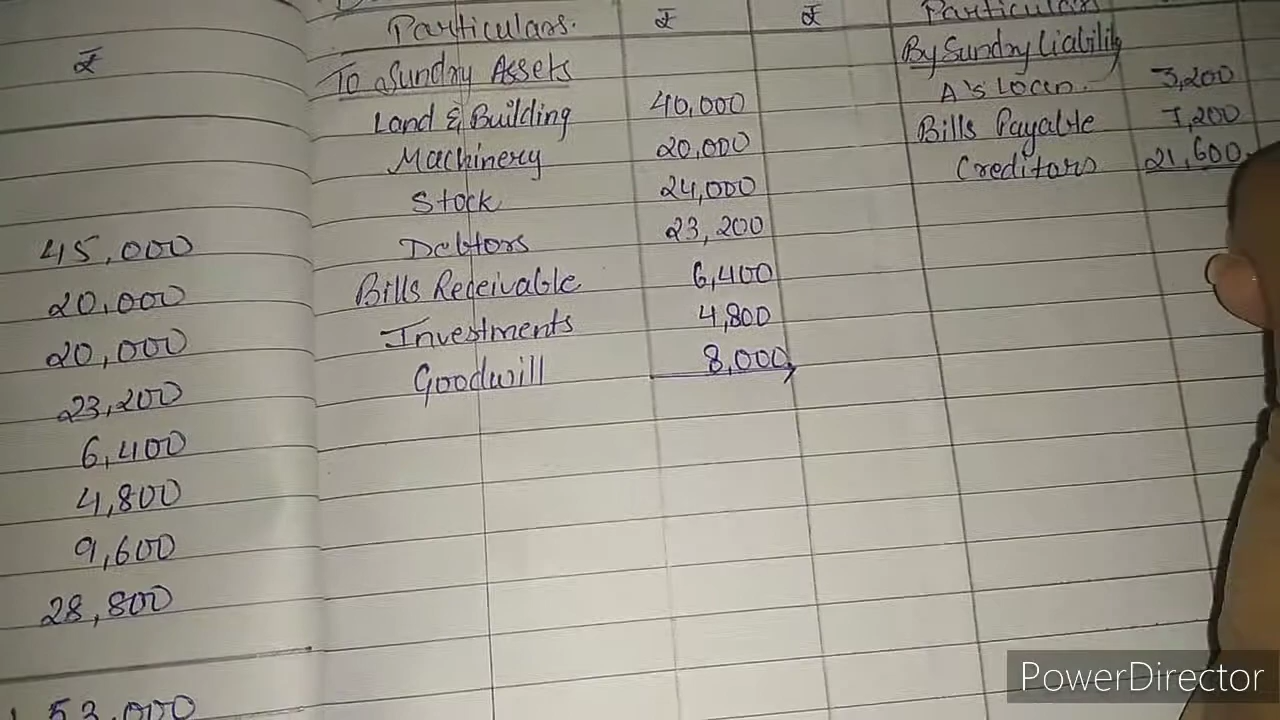 Particulars. ₹ ₹ Particulars
₹
To Sundry Assets
Land & Building 40,000
Machinery 20,000
Stock 24,000
Debtors 23,200
Bills Receivable 6,400
Investments 4,800
Goodwill 8,000
By Sundry Liability
A's Loan. 3,200
Bills Payable 7,200
Creditors 21,600
45,000
20,000
20,000
23,200
6,400
4,800
9,600
28,800
53,000
PowerDirector